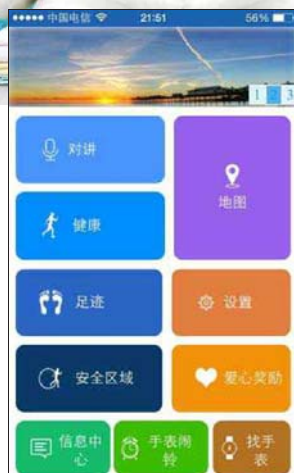 中国电信 21:51 56%
1 2 3
对讲
地图
健康
足迹
设置
安全区域
爱心奖励
信息中
心
手表闹
铃
找手
表